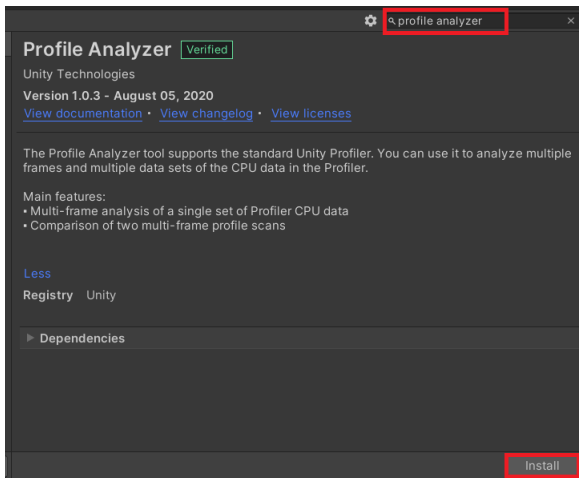 profile analyzer
Profile Analyzer Verified
Unity Technologies
Version 1.0.3 - August 05, 2020
View documentation • View changelog • View licenses
The Profile Analyzer tool supports the standard Unity Profiler. You can use it to analyze multiple
frames and multiple data sets of the CPU data in the Profiler.
Main features:
• Multi-frame analysis of a single set of Profiler CPU data
• Comparison of two multi-frame profile scans
Less
Registry Unity
Dependencies
Install